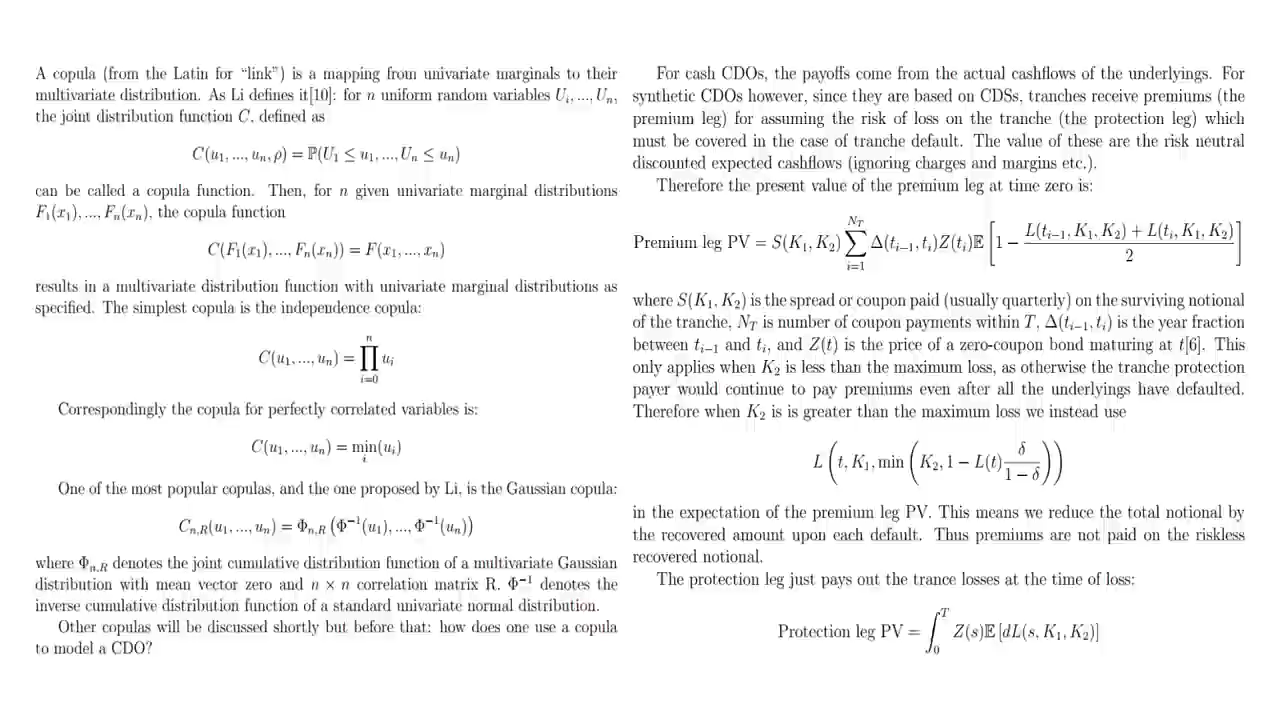 A copula (from the Latin for “link”) is a mapping from univariate marginals to their
multivariate distribution. As Li defines it[10]: for n uniform random variables U_i, ..., U_n,
the joint distribution function C, defined as
C(u_1, ..., u_n, ρ) = ℙ(U_1 ≤ u_1, ..., U_n ≤ u_n)
can be called a copula function. Then, for n given univariate marginal distributions
F_1(x_1), ..., F_n(x_n), the copula function
C(F_1(x_1), ..., F_n(x_n)) = F(x_1, ..., x_n)
results in a multivariate distribution function with univariate marginal distributions as
specified. The simplest copula is the independence copula:
C(u_1, ..., u_n) = ∏_{i=0}^{n} u_i
Correspondingly the copula for perfectly correlated variables is:
C(u_1, ..., u_n) = min_i(u_i)
One of the most popular copulas, and the one proposed by Li, is the Gaussian copula:
C_{n,R}(u_1, ..., u_n) = Φ_{n,R} (Φ^{−1}(u_1), ..., Φ^{−1}(u_n))
where Φ_{n,R} denotes the joint cumulative distribution function of a multivariate Gaussian
distribution with mean vector zero and n × n correlation matrix R. Φ^{−1} denotes the
inverse cumulative distribution function of a standard univariate normal distribution.
Other copulas will be discussed shortly but before that: how does one use a copula
to model a CDO?
For cash CDOs, the payoffs come from the actual cashflows of the underlyings. For
synthetic CDOs however, since they are based on CDSs, tranches receive premiums (the
premium leg) for assuming the risk of loss on the tranche (the protection leg) which
must be covered in the case of tranche default. The value of these are the risk neutral
discounted expected cashflows (ignoring charges and margins etc.).
Therefore the present value of the premium leg at time zero is:
Premium leg PV = S(K_1, K_2) ∑_{i=1}^{N_T} Δ(t_{i−1}, t_i)Z(t_i)𝔼 [1 − (L(t_{i−1}, K_1, K_2) + L(t_i, K_1, K_2))/2]
where S(K_1, K_2) is the spread or coupon paid (usually quarterly) on the surviving notional
of the tranche, N_T is number of coupon payments within T, Δ(t_{i−1}, t_i) is the year fraction
between t_{i−1} and t_i, and Z(t) is the price of a zero-coupon bond maturing at t[6]. This
only applies when K_2 is less than the maximum loss, as otherwise the tranche protection
payer would continue to pay premiums even after all the underlyings have defaulted.
Therefore when K_2 is is greater than the maximum loss we instead use
L (t, K_1, min (K_2, 1 − L(t) δ/(1 − δ)))
in the expectation of the premium leg PV. This means we reduce the total notional by
the recovered amount upon each default. Thus premiums are not paid on the riskless
recovered notional.
The protection leg just pays out the trance losses at the time of loss:
Protection leg PV = ∫_0^T Z(s)𝔼 [dL(s, K_1, K_2)]